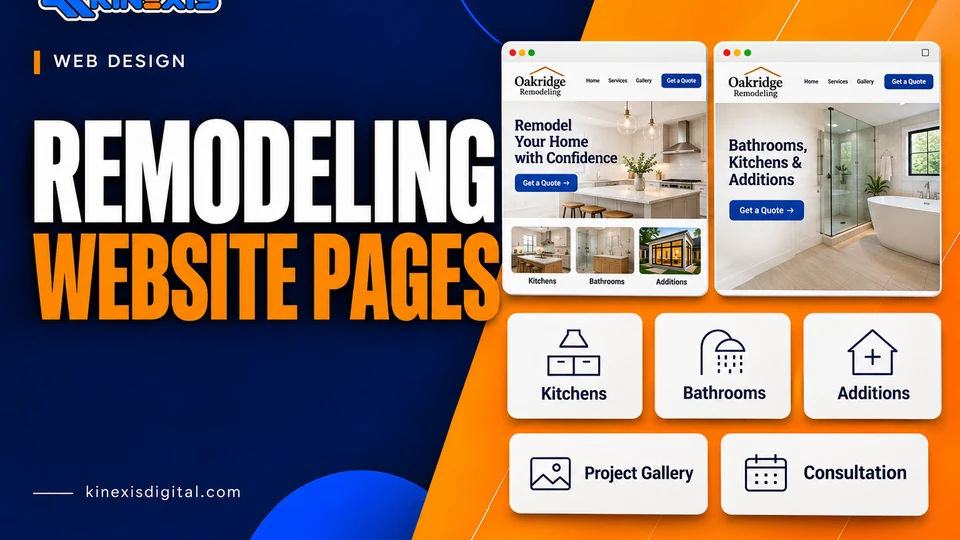 KINEXIS
WEB DESIGN
REMODELING
WEBSITE PAGES
kinexisdigital.com
Oakridge
Remodeling
Home Services Gallery Get a Quote
Remodel
Your Home
with Confidence
Get a Quote →
Kitchens Bathrooms Additions
Oakridge
Remodeling
Home Services Gallery Get a Quote
Bathrooms,
Kitchens &
Additions
Get a Quote →
Kitchens
Bathrooms
Additions
Project Gallery
Consultation